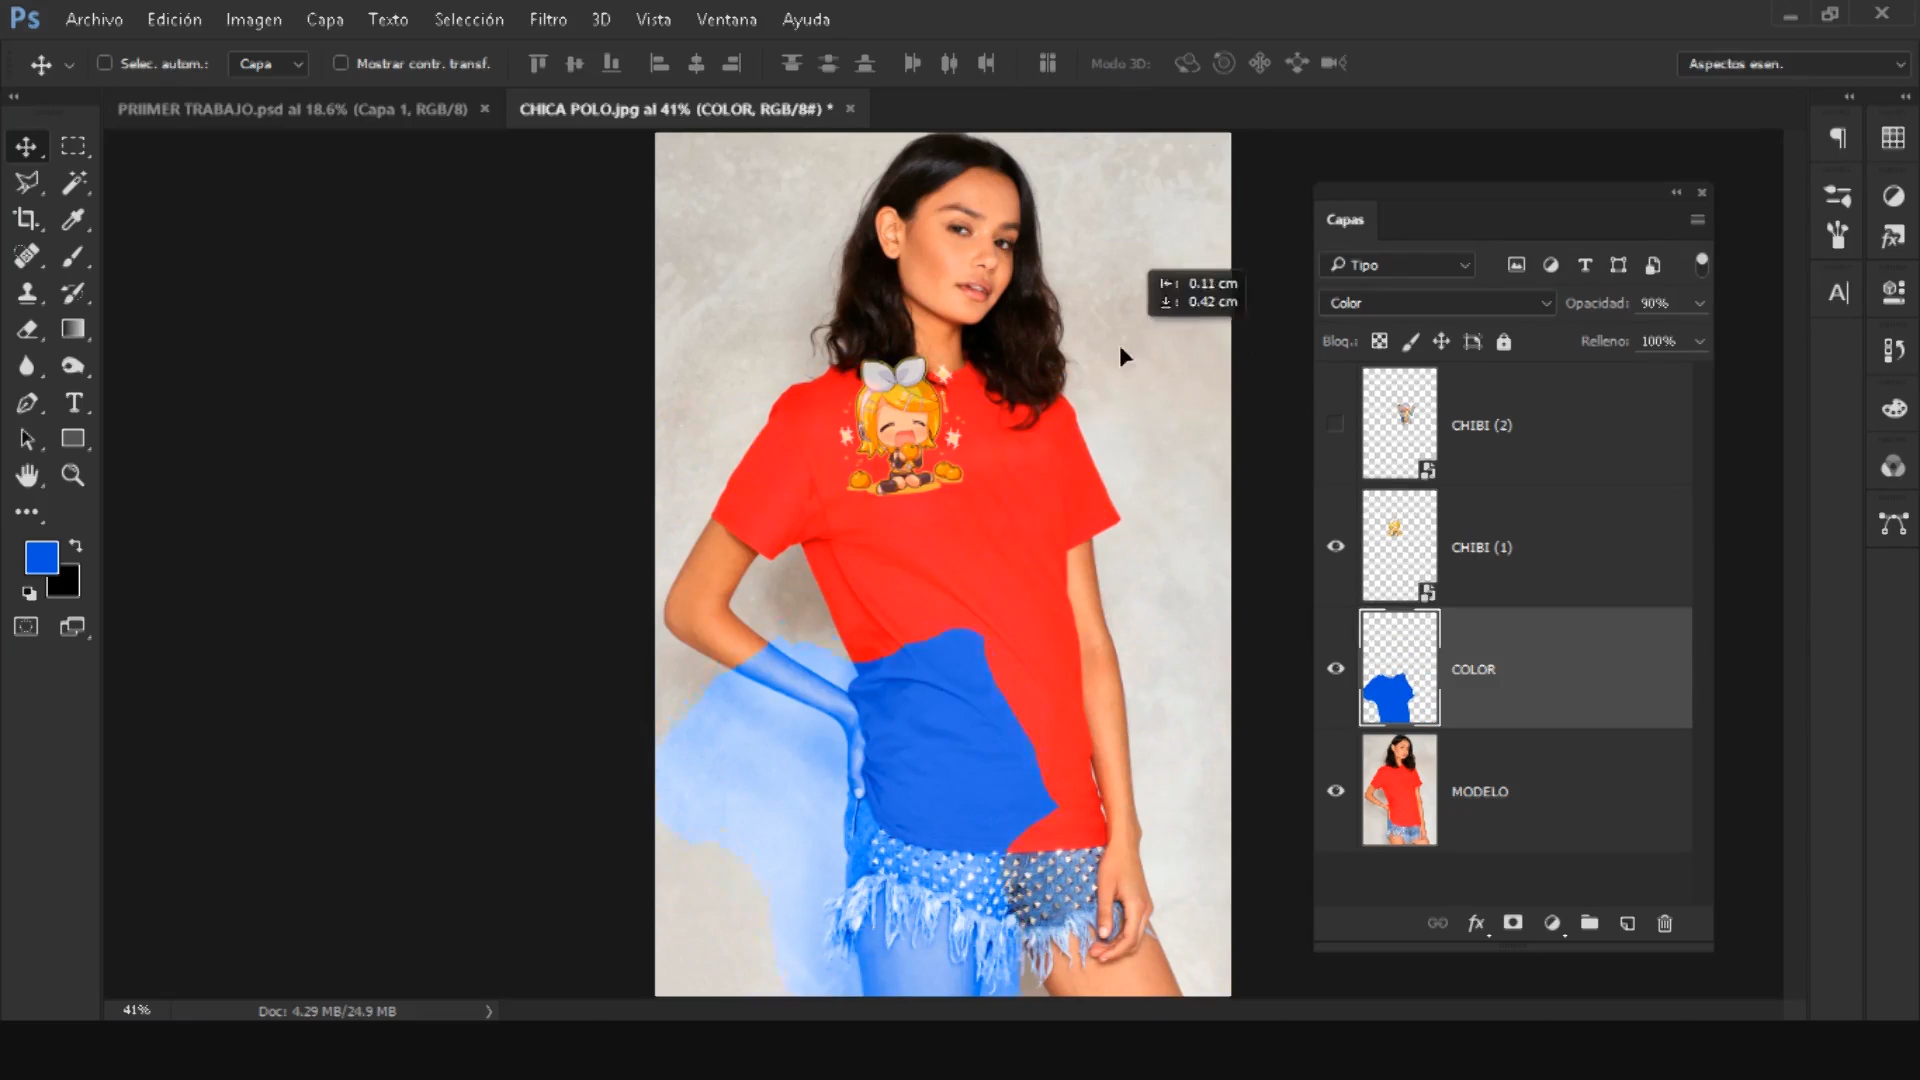 Ps Archivo Edición Imagen Capa Texto Selección Filtro 3D Vista Ventana Ayuda
Selec. autom.: Capa Mostrar contr. transf. Modo 3D: Aspectos esen.
PRIIMER TRABAJO.psd al 18.6% (Capa 1, RGB/8) × CHICA POLO.jpg al 41% (COLOR, RGB/8#) * ×
0.11 cm
0.42 cm
Capas
Tipo
Color Opacidad: 90%
Bloq.: Relleno: 100%
CHIBI (2)
CHIBI (1)
COLOR
MODELO
fx
41% Doc: 4.29 MB/24.9 MB